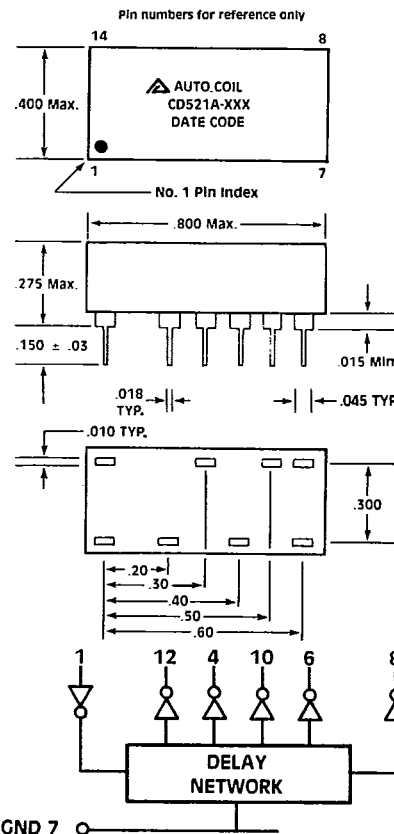 Pin numbers for reference only
14 8
.400 Max.
AUTO COIL
CD521A-XXX
DATE CODE
1 7
No. 1 Pin Index
.800 Max.
.275 Max.
.150 ± .03
.015 Min
.018
TYP.
.045 TYP
.010 TYP.
.300
.20
.30
.40
.50
.60
1 12 4 10 6 8
DELAY
NETWORK
GND 7